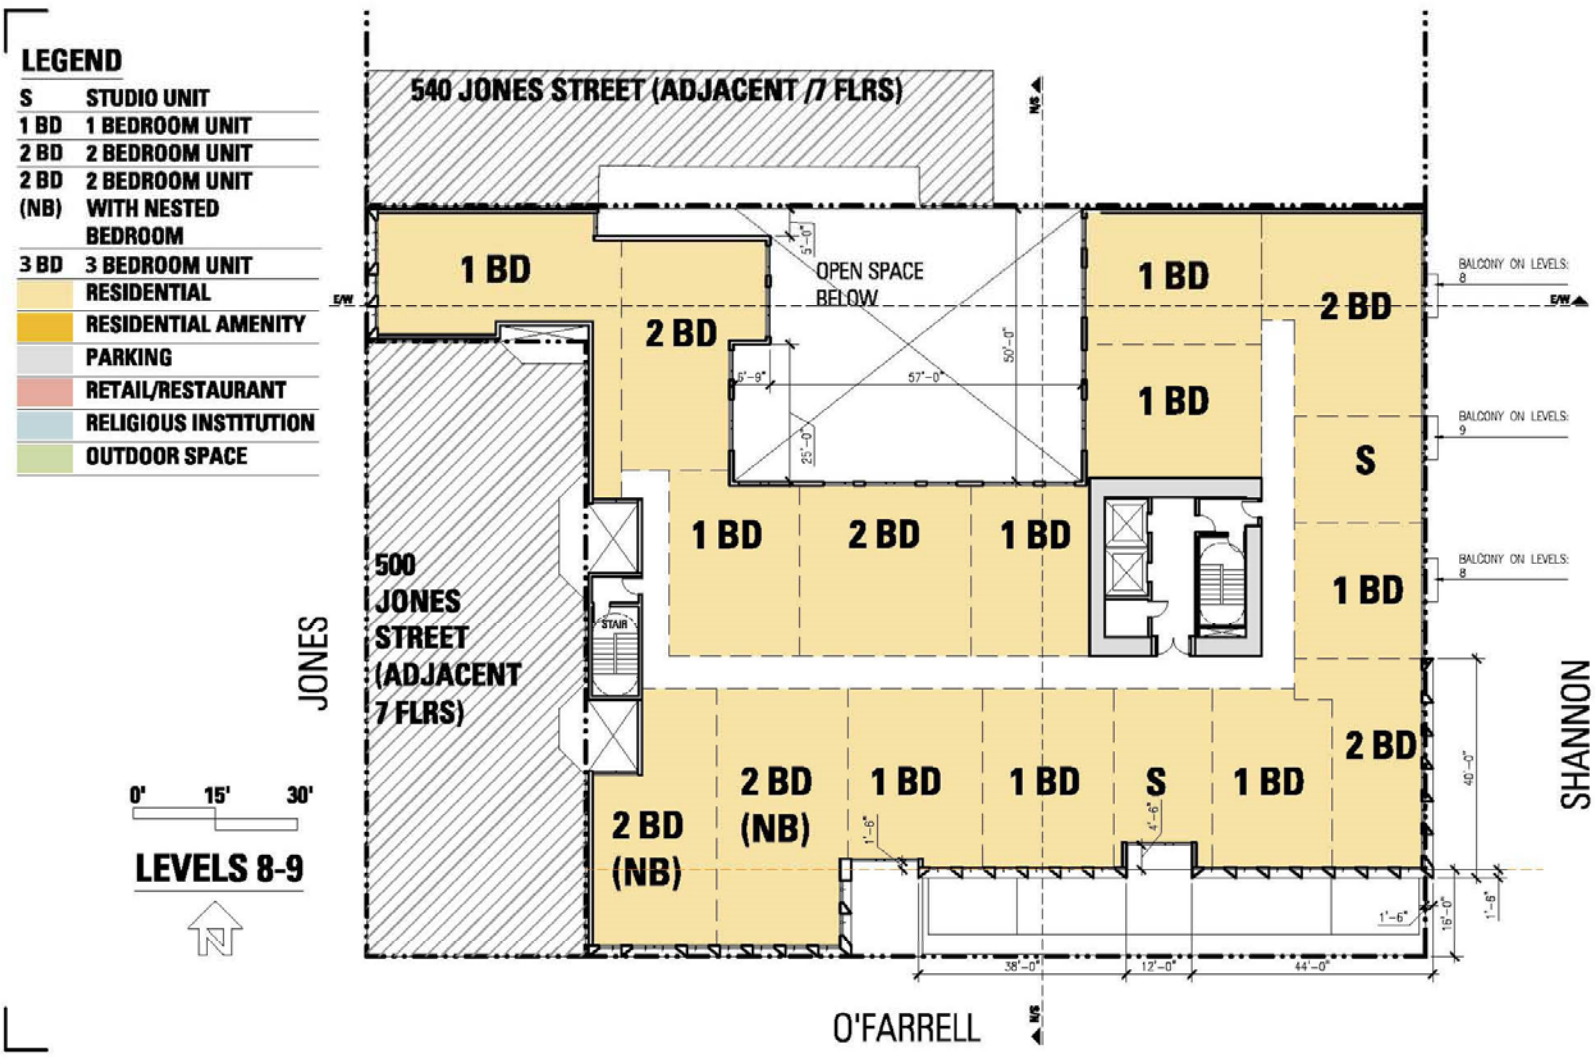 LEGEND
S STUDIO UNIT
1 BD 1 BEDROOM UNIT
2 BD 2 BEDROOM UNIT
2 BD 2 BEDROOM UNIT
(NB) WITH NESTED
BEDROOM
3 BD 3 BEDROOM UNIT
RESIDENTIAL
RESIDENTIAL AMENITY
PARKING
RETAIL/RESTAURANT
RELIGIOUS INSTITUTION
OUTDOOR SPACE
540 JONES STREET (ADJACENT /7 FLRS)
N/S
1 BD
5'-0"
OPEN SPACE
BELOW
1 BD
2 BD
BALCONY ON LEVELS:
8
E/W
E/W
2 BD
50'-0"
6'-9"
57'-0"
1 BD
BALCONY ON LEVELS:
9
25'-0"
S
1 BD
2 BD
1 BD
BALCONY ON LEVELS:
8
1 BD
500
JONES
STREET
(ADJACENT
7 FLRS)
STAIR
JONES
SHANNON
2 BD
40'-0"
2 BD
(NB)
1 BD
1 BD
S
1 BD
2 BD
(NB)
1'-6"
4'-6"
0' 15' 30'
LEVELS 8-9
N
1'-6"
16'-0"
1'-6"
38'-0"
12'-0"
44'-0"
O'FARRELL
N/S